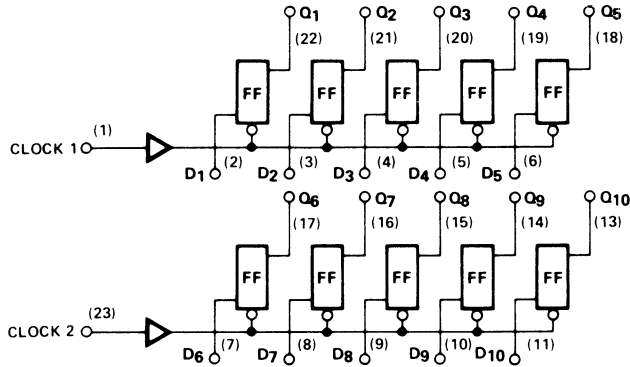 Q1 Q2 Q3 Q4 Q5
(22) (21) (20) (19) (18)
FF FF FF FF FF
(1)
CLOCK 1
D1 (2) D2 (3) D3 (4) D4 (5) D5 (6)
Q6 Q7 Q8 Q9 Q10
(17) (16) (15) (14) (13)
FF FF FF FF FF
(23)
CLOCK 2
D6 (7) D7 (8) D8 (9) D9 (10) D10 (11)